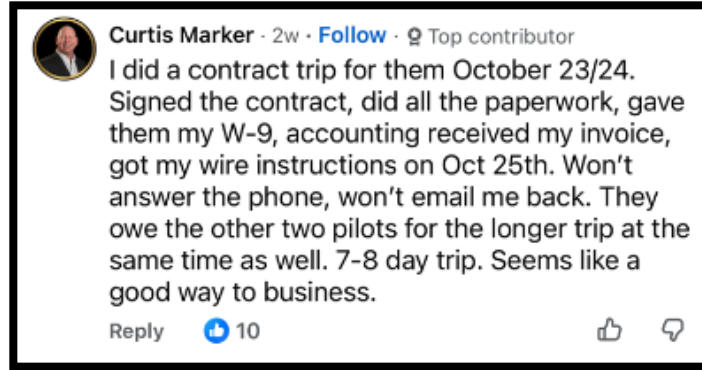 Curtis Marker · 2w · Follow · Top contributor
I did a contract trip for them October 23/24.
Signed the contract, did all the paperwork, gave
them my W-9, accounting received my invoice,
got my wire instructions on Oct 25th. Won't
answer the phone, won't email me back. They
owe the other two pilots for the longer trip at the
same time as well. 7-8 day trip. Seems like a
good way to business.
Reply 10